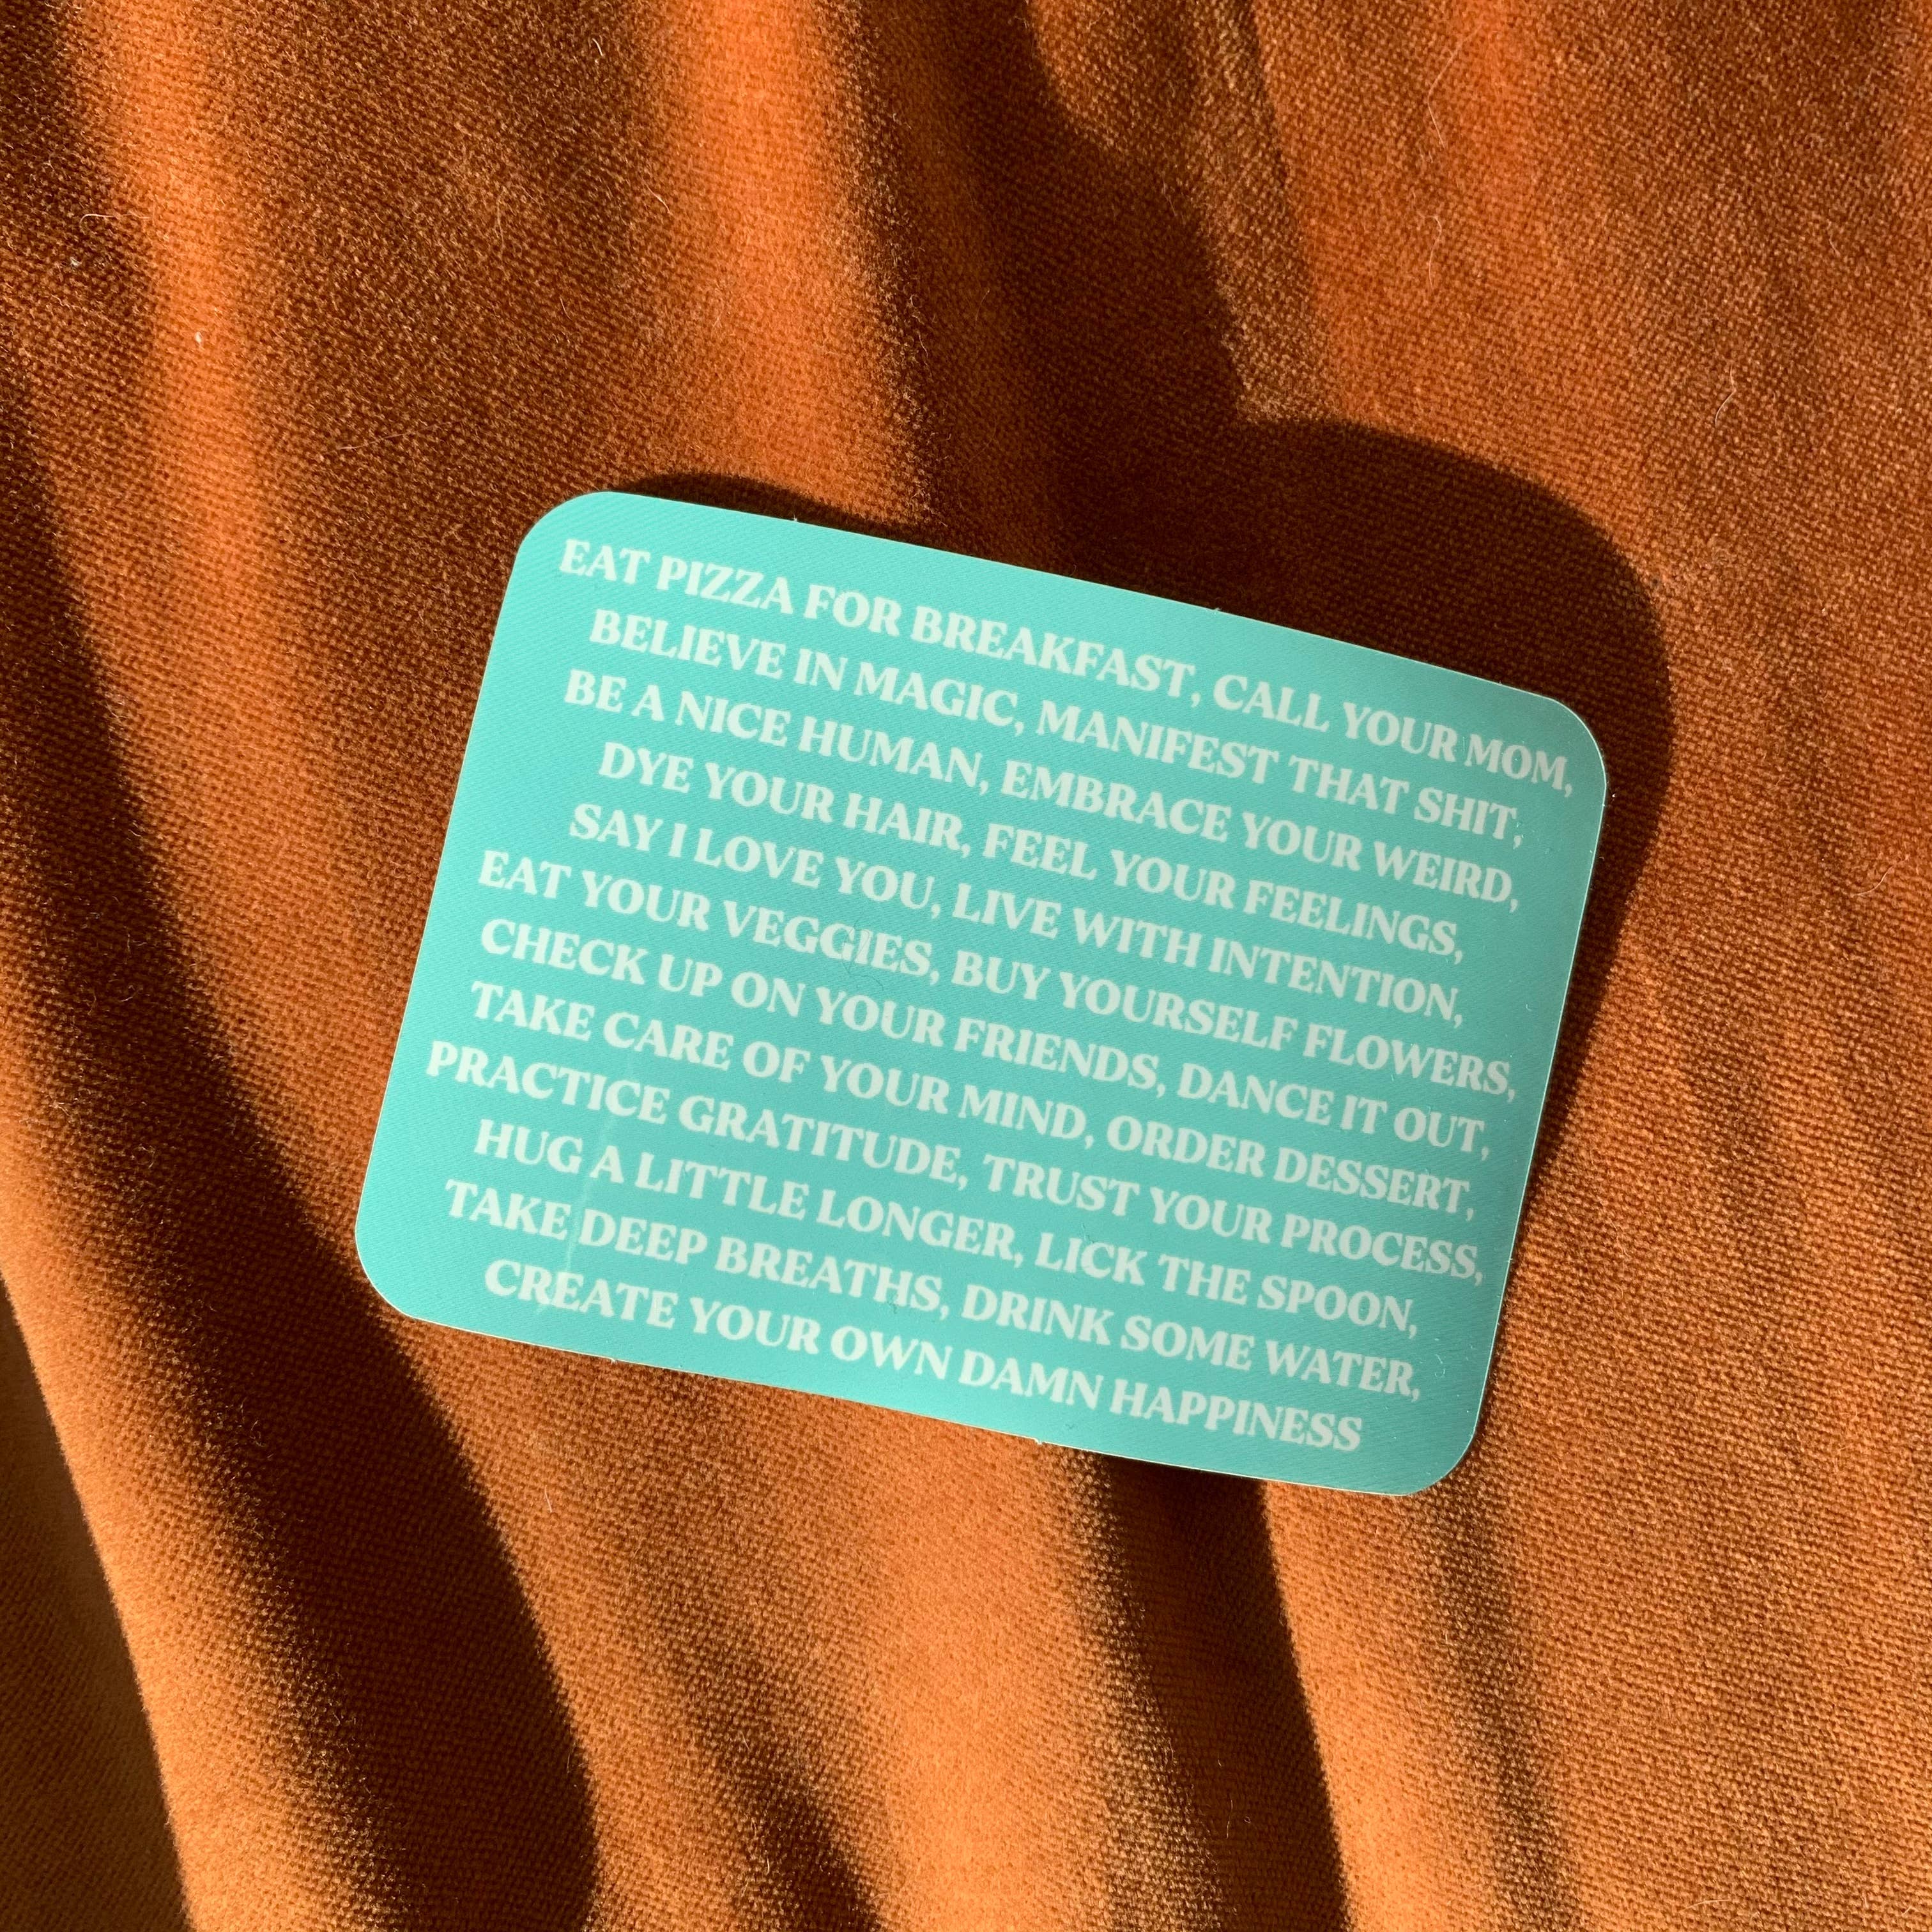 EAT PIZZA FOR BREAKFAST, CALL YOUR MOM,
BELIEVE IN MAGIC, MANIFEST THAT SHIT,
BE A NICE HUMAN, EMBRACE YOUR WEIRD,
DYE YOUR HAIR, FEEL YOUR FEELINGS,
SAY I LOVE YOU, LIVE WITH INTENTION,
EAT YOUR VEGGIES, BUY YOURSELF FLOWERS,
CHECK UP ON YOUR FRIENDS, DANCE IT OUT,
TAKE CARE OF YOUR MIND, ORDER DESSERT,
PRACTICE GRATITUDE, TRUST YOUR PROCESS,
HUG A LITTLE LONGER, LICK THE SPOON,
TAKE DEEP BREATHS, DRINK SOME WATER,
CREATE YOUR OWN DAMN HAPPINESS